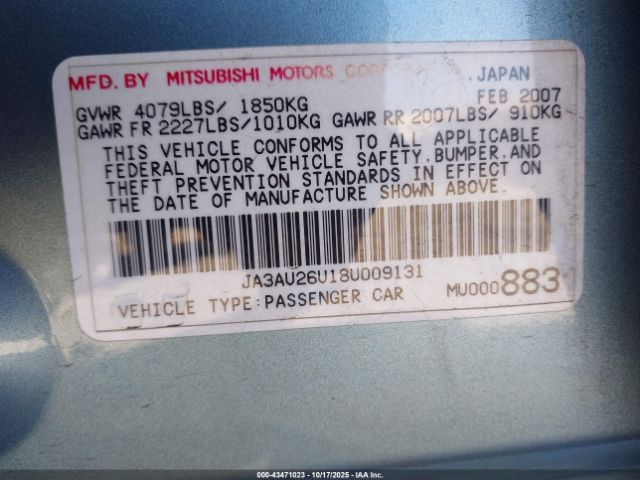 MFD. BY MITSUBISHI MOTORS JAPAN
GVWR 4079LBS/ 1850KG FEB 2007
GAWR FR 2227LBS/1010KG GAWR RR 2007LBS/ 910KG
THIS VEHICLE CONFORMS TO ALL APPLICABLE
FEDERAL MOTOR VEHICLE SAFETY,BUMPER,AND
THEFT PREVENTION STANDARDS IN EFFECT ON
THE DATE OF MANUFACTURE SHOWN ABOVE.
JA3AU26U18U009131
VEHICLE TYPE:PASSENGER CAR MU000883
000-43471023 - 10/17/2025 - IAAI.COM